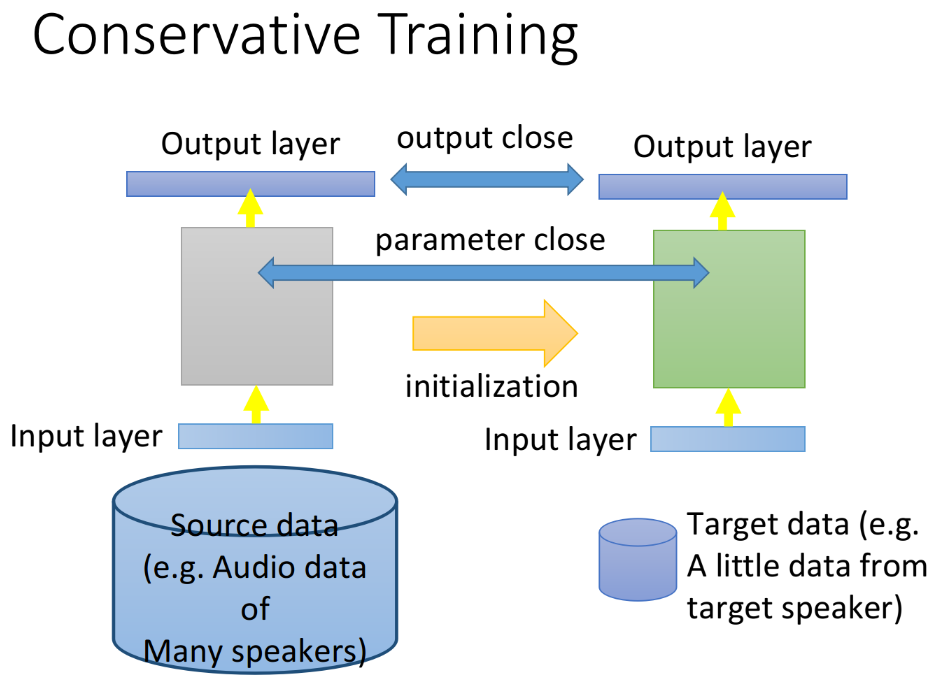 Conservative Training
Output layer
output close
Output layer
parameter close
initialization
Input layer
Input layer
Source data
(e.g. Audio data
of
Many speakers)
Target data (e.g.
A little data from
target speaker)